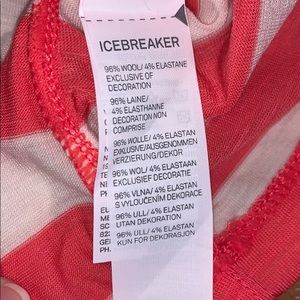 ICEBREAKER
96% WOOL/ 4% ELASTANE
EXCLUSIVE OF
DECORATION
96% LAINE/
4% ELASTHANNE
DECORATION NON
COMPRISE
96% WOLLE/ 4% ELASTAN
EXKLUSIVE/AUSGENOMMEN
VERZIERUNG/DEKOR
96% WOL/ 4% ELASTAAN
EXCLUSIEF DECORATIE
96% VLNA/ 4% ELASTAN
S VYLOUČENÍM DEKORACE
96% ULL/ 4% ELASTAN
UTAN DEKORATION
96% ULL/ 4% ELASTAN
KUN FOR DEKORASJON